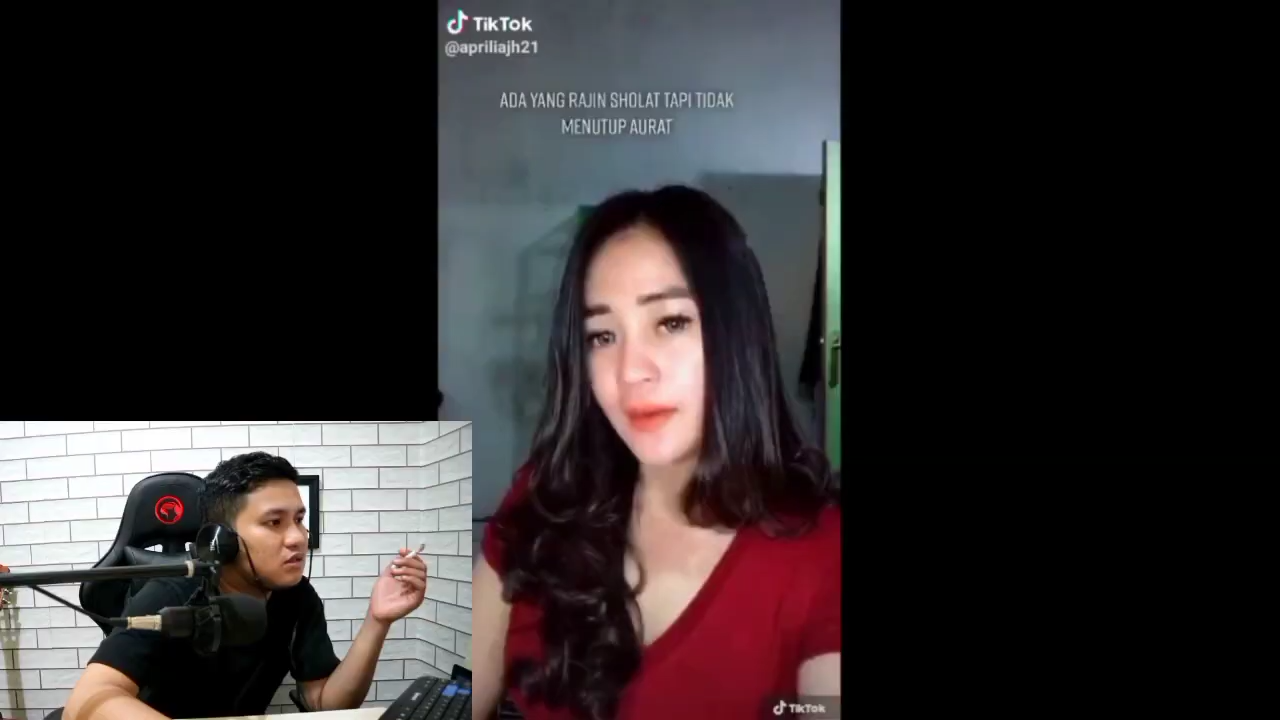 TikTok
@apriliajh21
ADA YANG RAJIN SHOLAT TAPI TIDAK
MENUTUP AURAT
TikTok